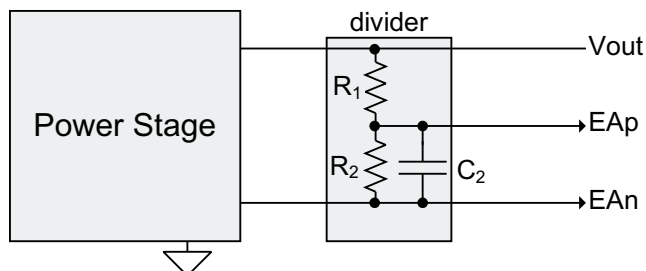 divider
Vout
R1
Power Stage
EAp
R2
C2
EAn